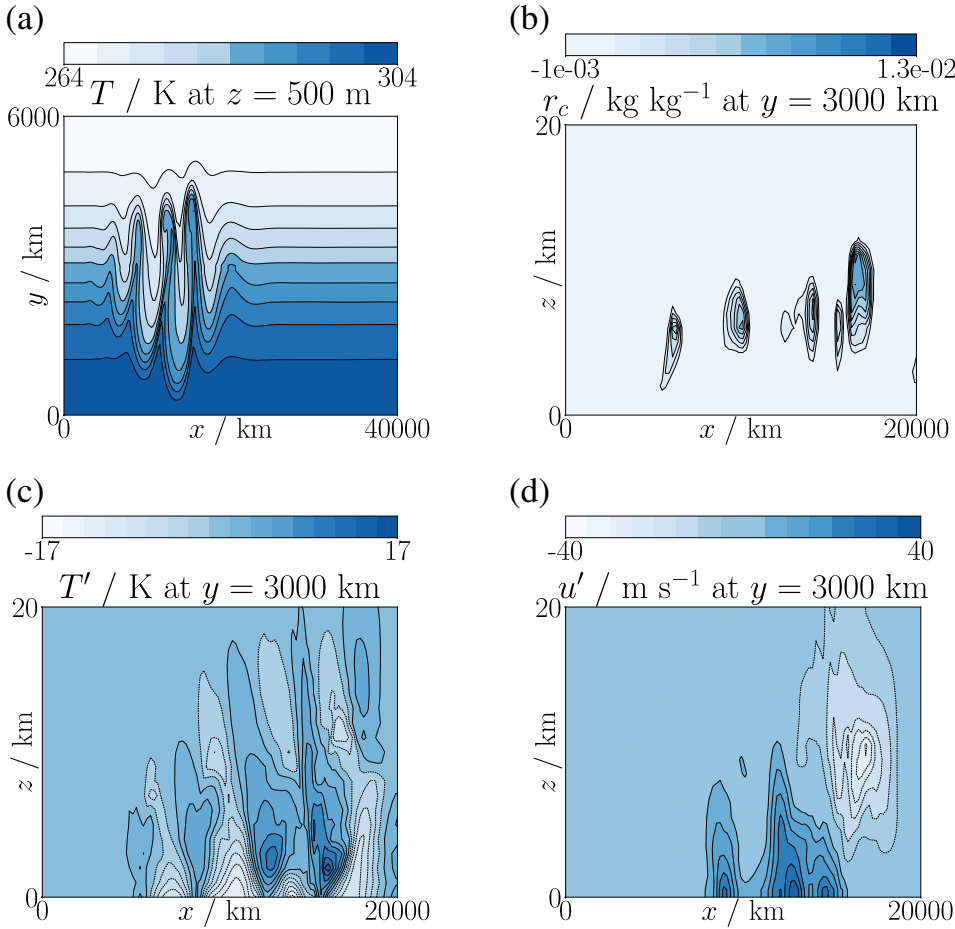 (a)
264 304
T / K at z = 500 m
6000
y / km
0
0 x / km 40000
(b)
-1e-03 1.3e-02
r_c / kg kg⁻¹ at y = 3000 km
20
z / km
0
0 x / km 20000
(c)
-17 17
T′ / K at y = 3000 km
20
z / km
0
0 x / km 20000
(d)
-40 40
u′ / m s⁻¹ at y = 3000 km
20
z / km
0
0 x / km 20000